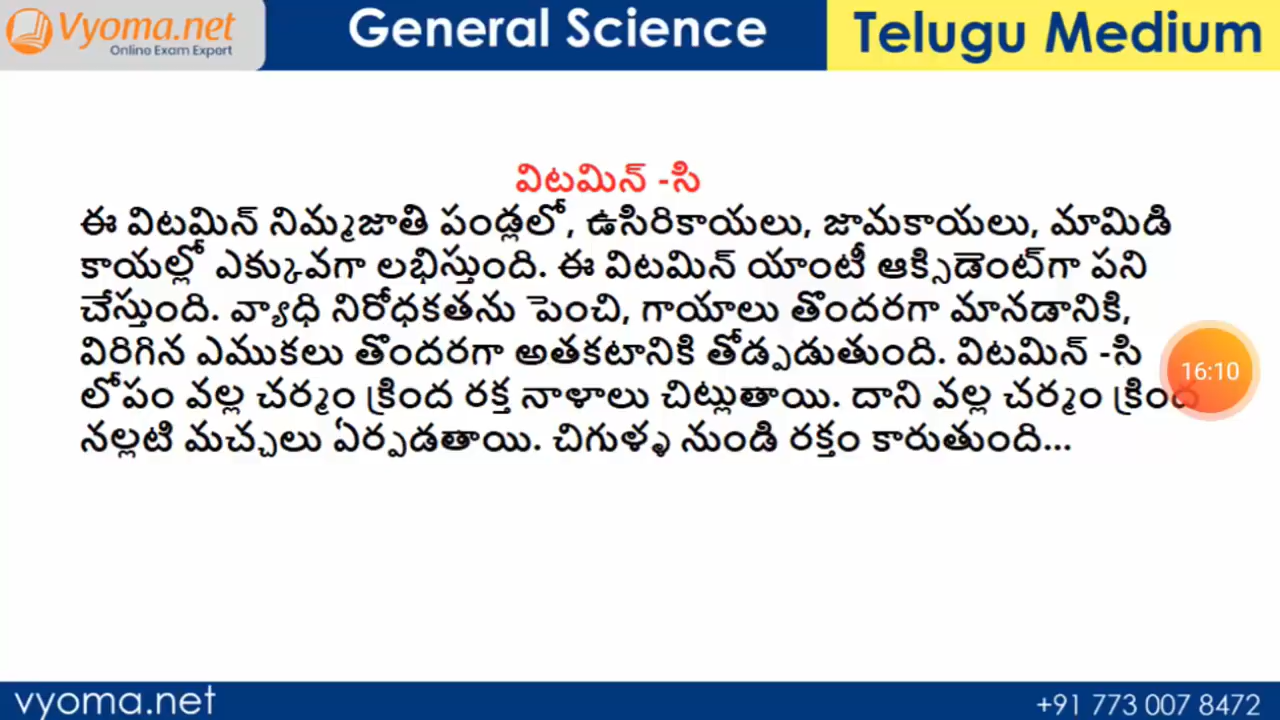 Vyoma.net
Online Exam Expert
General Science
Telugu Medium
విటమిన్ -సి
ఈ విటమిన్ నిమ్మజాతి పండ్లలో, ఉసిరికాయలు, జామకాయలు, మామిడి
కాయల్లో ఎక్కువగా లభిస్తుంది. ఈ విటమిన్ యాంటీ ఆక్సిడెంట్‌గా పని
చేస్తుంది. వ్యాధి నిరోధకతను పెంచి, గాయాలు తొందరగా మానడానికి,
విరిగిన ఎముకలు తొందరగా అతకటానికి తోడ్పడుతుంది. విటమిన్ -సి
లోపం వల్ల చర్మం క్రింద రక్త నాళాలు చిట్లుతాయి. దాని వల్ల చర్మం క్రింద
నల్లటి మచ్చలు ఏర్పడతాయి. చిగుళ్ళ నుండి రక్తం కారుతుంది...
16:10
vyoma.net
+91 773 007 8472